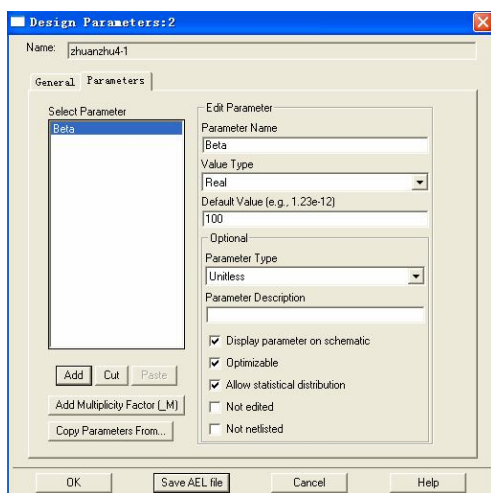 Design Parameters:2
Name: zhuanzhu4-1
General Parameters
Select Parameter
Beta
Add Cut Paste
Add Multiplicity Factor (_M)
Copy Parameters From...
Edit Parameter
Parameter Name
Beta
Value Type
Real
Default Value (e.g., 1.23e-12)
100
Optional
Parameter Type
Unitless
Parameter Description
Display parameter on schematic
Optimizable
Allow statistical distribution
Not edited
Not netlisted
OK Save AEL file Cancel Help